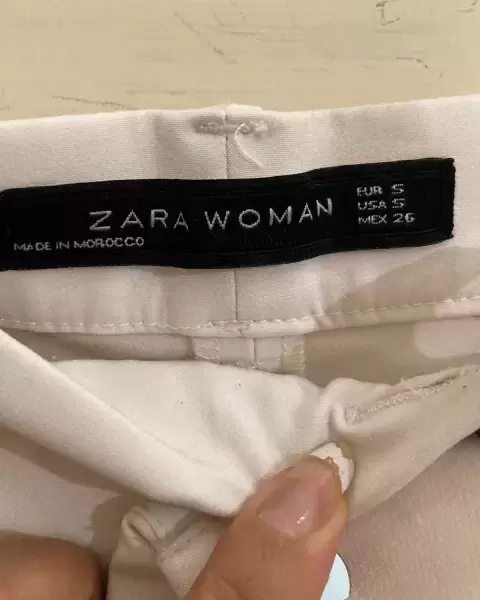 ZARA WOMAN
MADE IN MOROCCO
EUR S
USA S
MEX 26